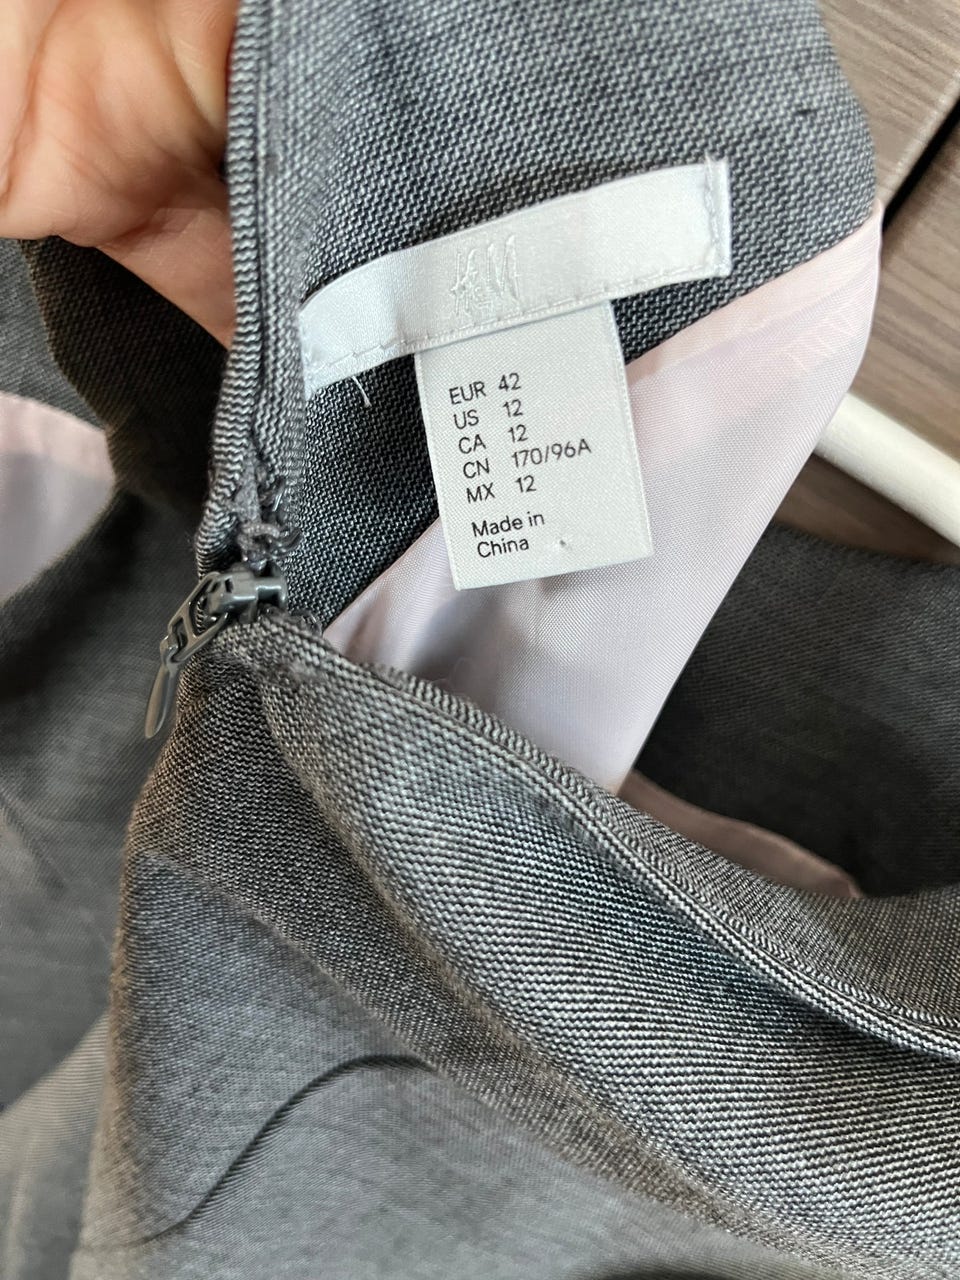 H&M
EUR 42
US 12
CA 12
CN 170/96A
MX 12
Made in
China